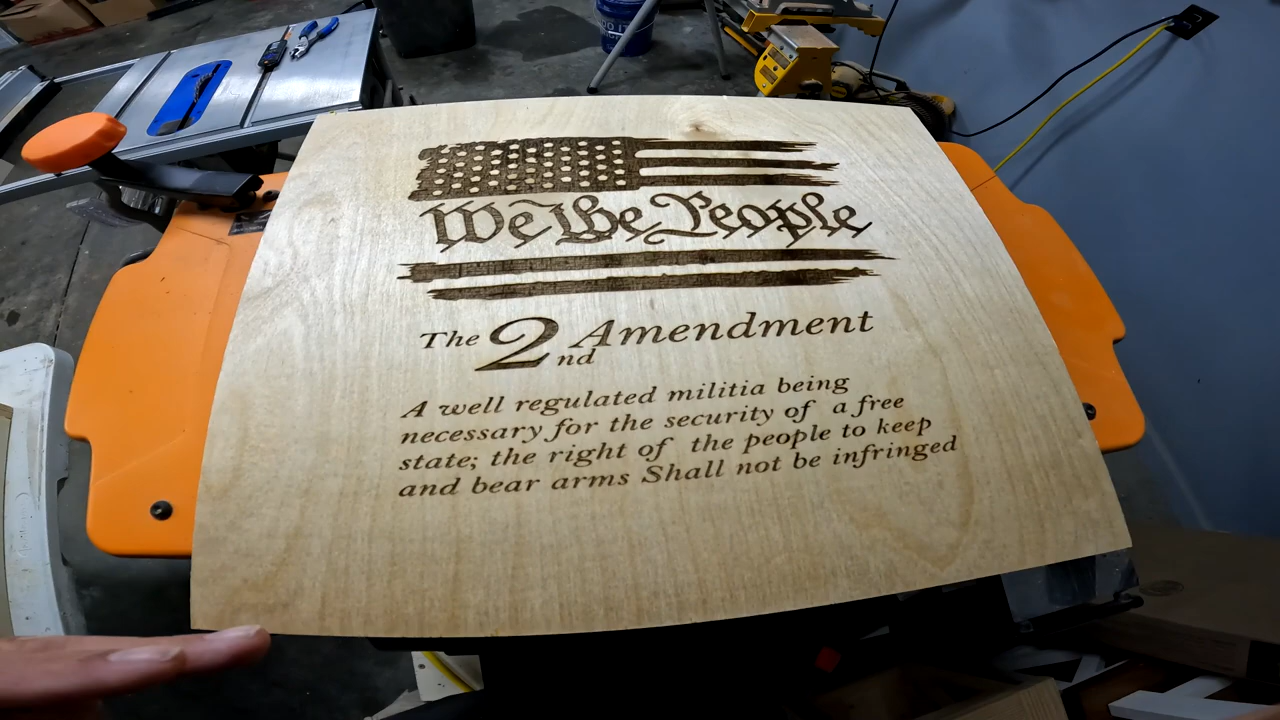 We The People
The 2nd Amendment
A well regulated militia being
necessary for the security of a free
state; the right of the people to keep
and bear arms Shall not be infringed